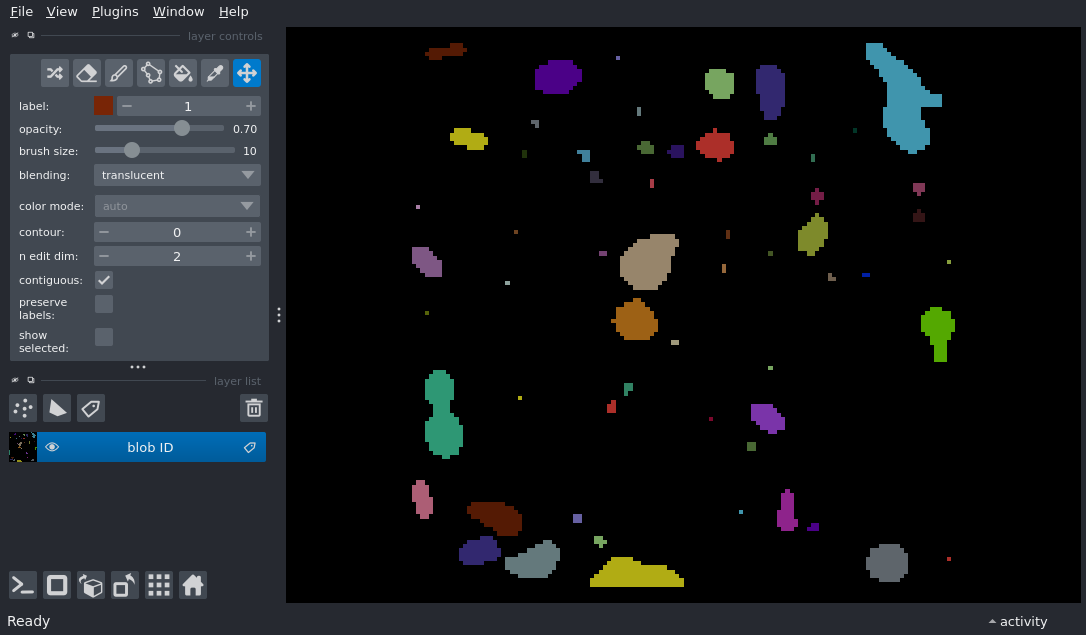 File View Plugins Window Help
layer controls
label: 1
opacity: 0.70
brush size: 10
blending: translucent
color mode: auto
contour: 0
n edit dim: 2
contiguous:
preserve
labels:
show
selected:
layer list
blob ID
Ready
activity